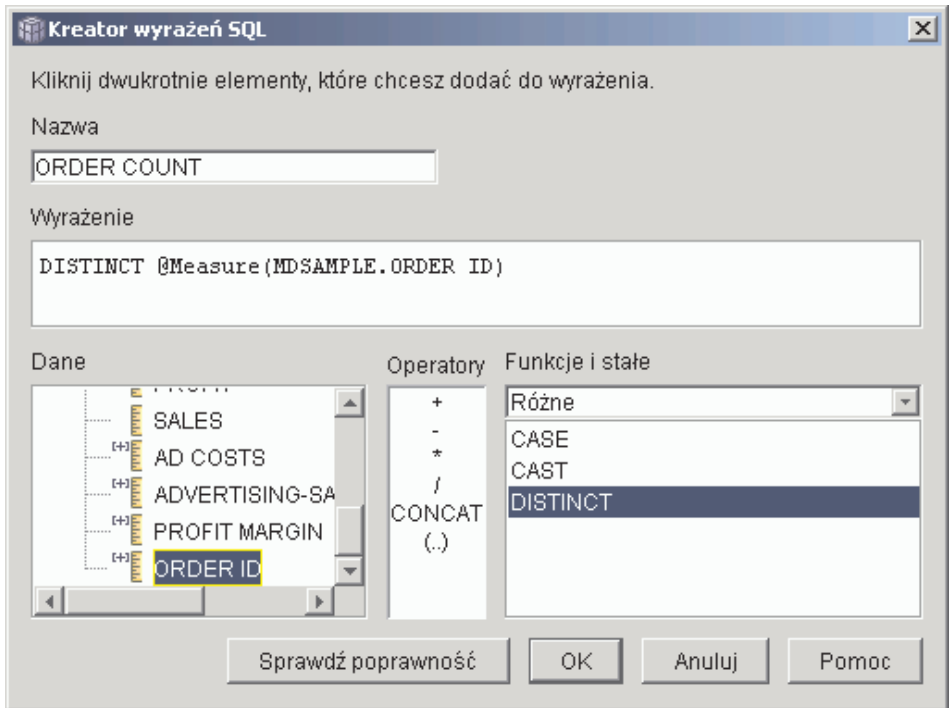 Kreator wyrażeń SQL
Kliknij dwukrotnie elementy, które chcesz dodać do wyrażenia.
Nazwa
ORDER COUNT
Wyrażenie
DISTINCT @Measure(MDSAMPLE.ORDER ID)
Dane
SALES
AD COSTS
ADVERTISING-SA
PROFIT MARGIN
ORDER ID
Operatory
+
-
*
/
CONCAT
(..)
Funkcje i stałe
Różne
CASE
CAST
DISTINCT
Sprawdź poprawność
OK
Anuluj
Pomoc